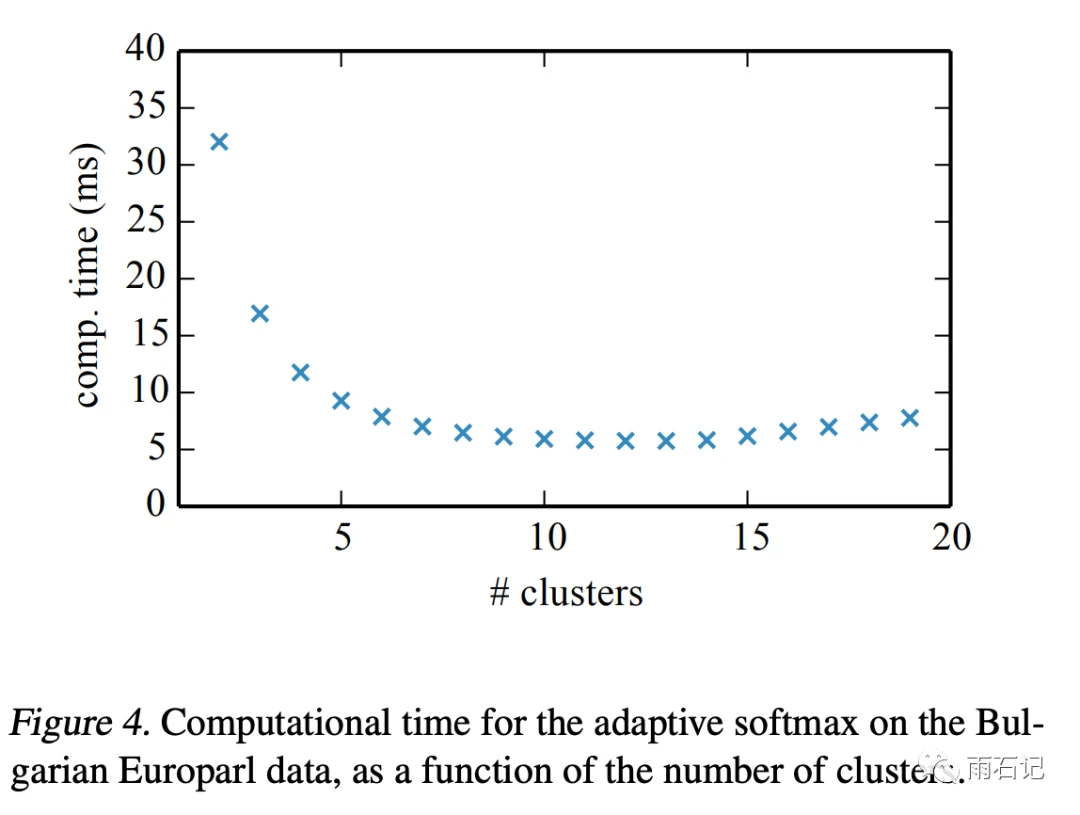 40
35
30
25
20
15
10
5
0
comp. time (ms)
5 10 15 20
# clusters
Figure 4. Computational time for the adaptive softmax on the Bul-
garian Europarl data, as a function of the number of clusters.
雨石记